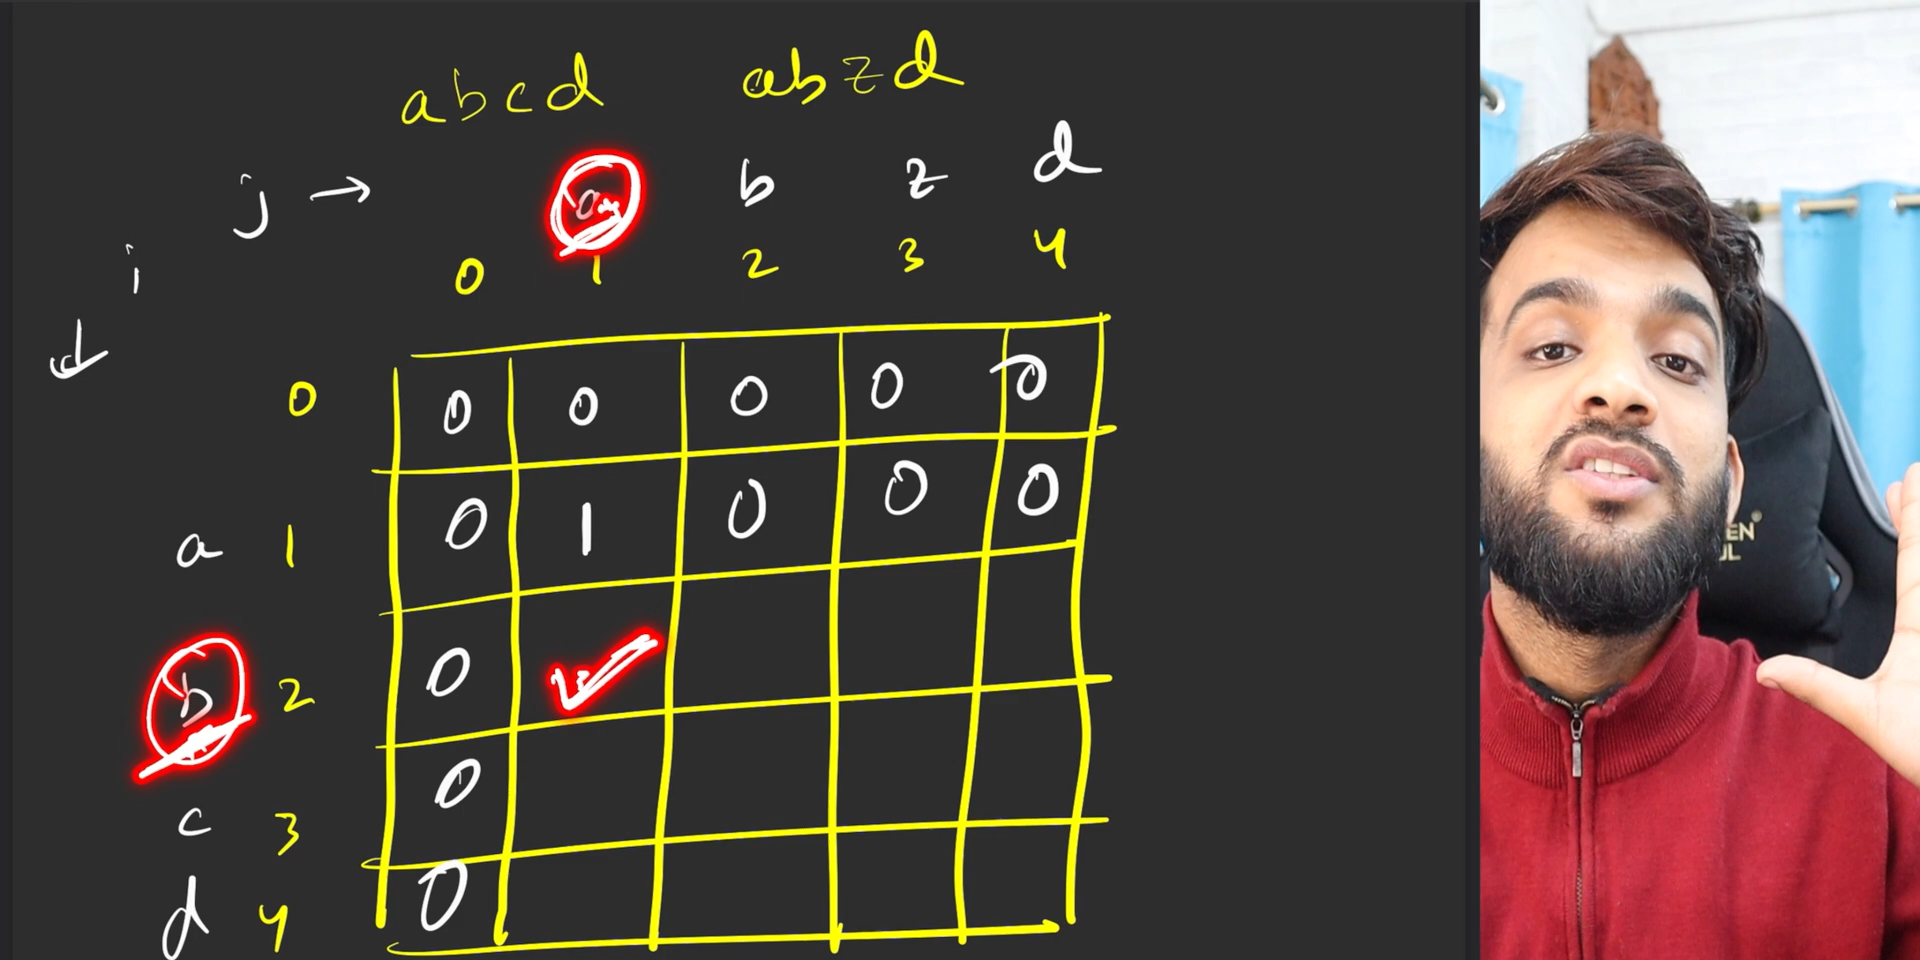 abcd abzd
j → a b z d
i 0 1 2 3 4
0 0 0 0 0 0
a 1 0 1 0 0 0
b 2 0
c 3 0
d 4 0